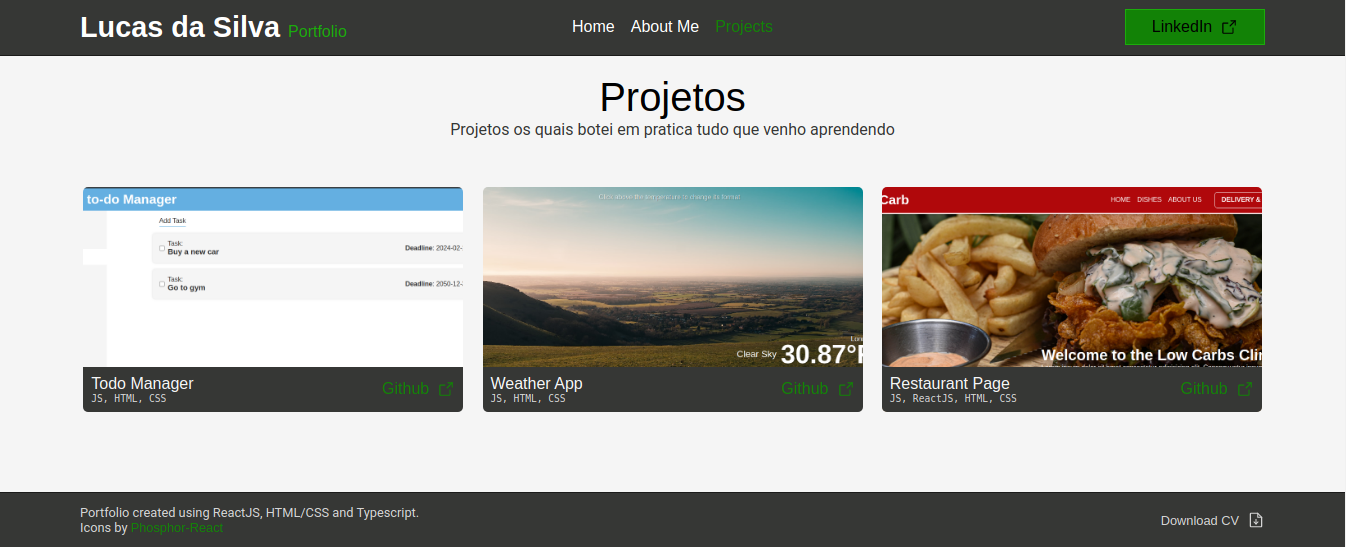 Lucas da Silva Portfolio
Home About Me Projects
LinkedIn
Projetos
Projetos os quais botei em pratica tudo que venho aprendendo
to-do Manager
Add Task
Task:
Buy a new car
Deadline: 2024-02-
Task:
Go to gym
Deadline: 2050-12-
Todo Manager
JS, HTML, CSS
Github
Click above the temperature to change its format
Clear Sky 30.87°F
Weather App
JS, HTML, CSS
Github
Carb
HOME DISHES ABOUT US DELIVERY &
Welcome to the Low Carbs Clin
Restaurant Page
JS, ReactJS, HTML, CSS
Github
Portfolio created using ReactJS, HTML/CSS and Typescript.
Icons by Phosphor-React
Download CV